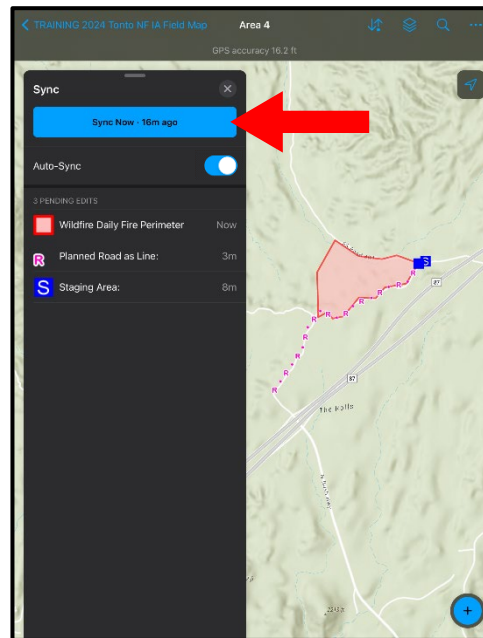 TRAINING 2024 Tonto NF IA Field Map
Area 4
GPS accuracy 16.2 ft
Sync
Sync Now · 16m ago
Auto-Sync
3 PENDING EDITS
Wildfire Daily Fire Perimeter
Now
R
Planned Road as Line:
3m
S
Staging Area:
8m
S
87
R
R
R
R
R
R
R
R
R
R
87
The Rolls
+